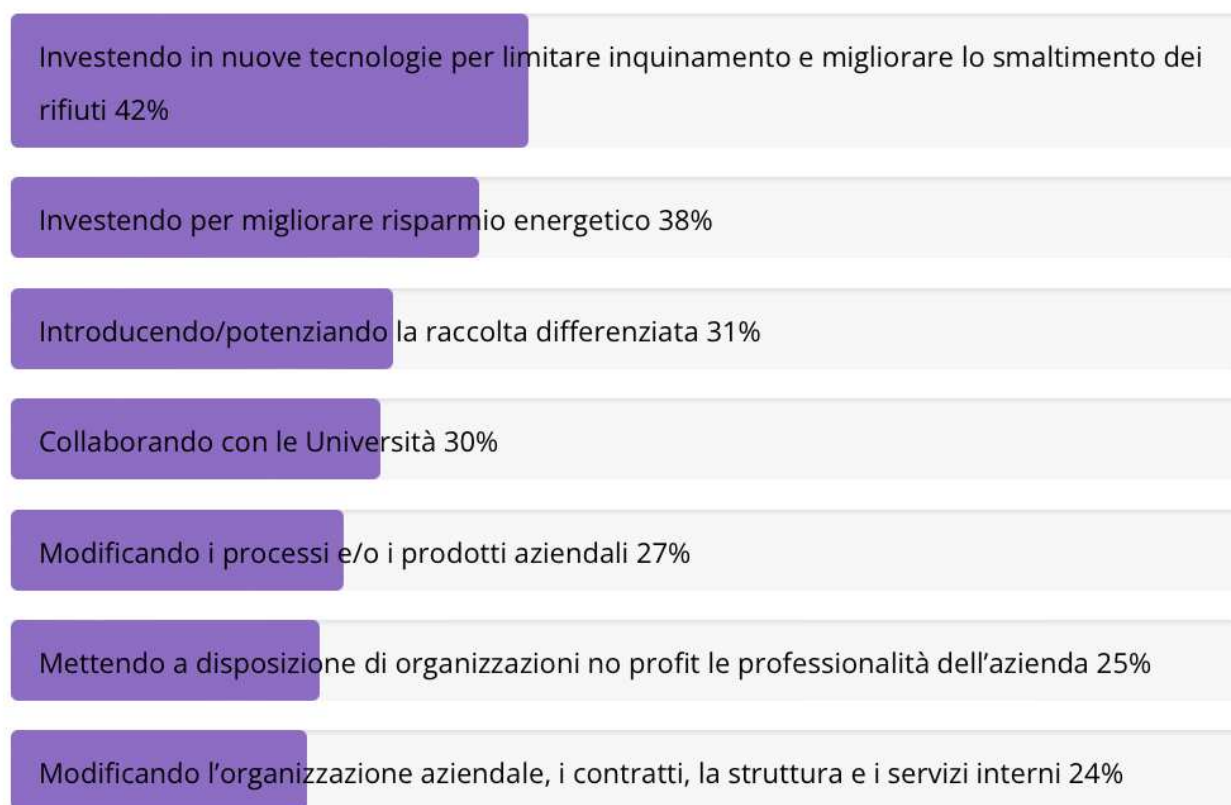 Investendo in nuove tecnologie per limitare inquinamento e migliorare lo smaltimento dei
rifiuti 42%
Investendo per migliorare risparmio energetico 38%
Introducendo/potenziando la raccolta differenziata 31%
Collaborando con le Università 30%
Modificando i processi e/o i prodotti aziendali 27%
Mettendo a disposizione di organizzazioni no profit le professionalità dell’azienda 25%
Modificando l’organizzazione aziendale, i contratti, la struttura e i servizi interni 24%